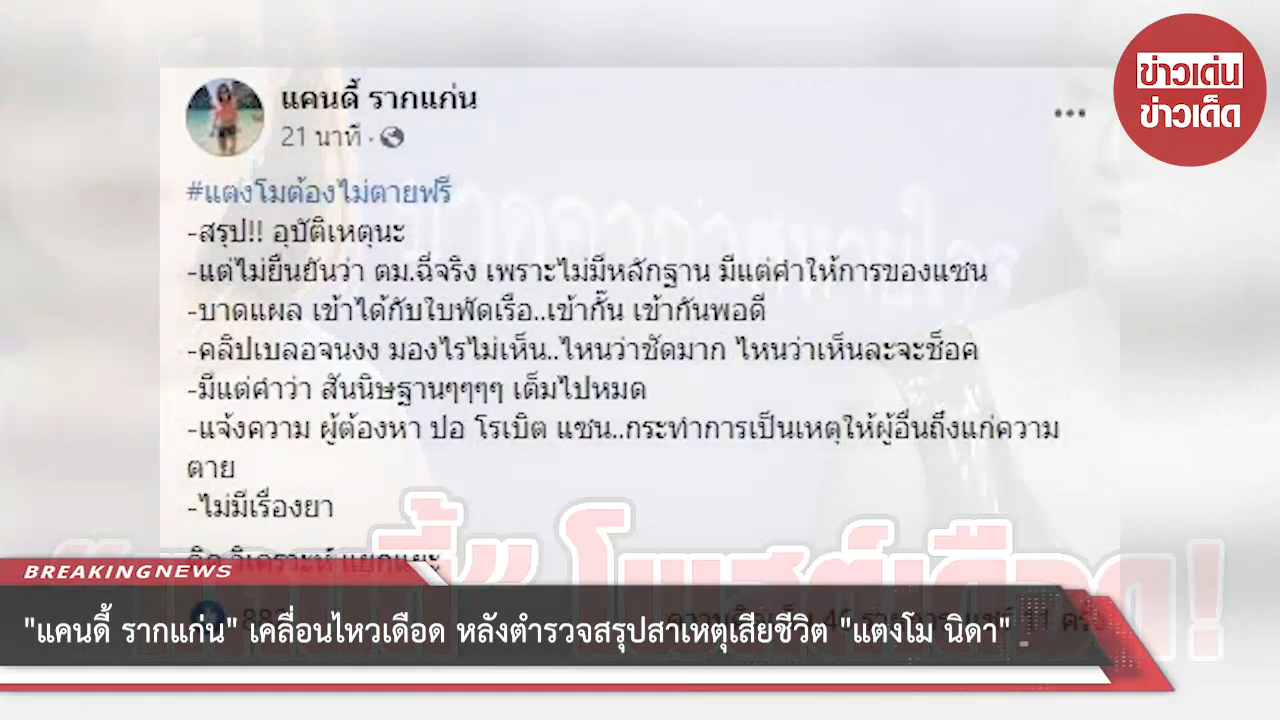 ข่าวเด่น
ข่าวเด็ด
แคนดี้ รากแก่น
21 นาที ·
#แตงโมต้องไม่ตายฟรี
-สรุป!! อุบัติเหตุนะ
-แต่ไม่ยืนยันว่า ตม.ฉี่จริง เพราะไม่มีหลักฐาน มีแต่คำให้การของแซน
-บาดแผล เข้าได้กับใบพัดเรือ..เข้ากั๊น เข้ากันพอดี
-คลิปเบลอจนงง มองไรไม่เห็น..ไหนว่าชัดมาก ไหนว่าเห็นละจะช็อค
-มีแต่คำว่า สันนิษฐานๆๆๆๆ เต็มไปหมด
-แจ้งความ ผู้ต้องหา ปอ โรเบิต แซน..กระทำการเป็นเหตุให้ผู้อื่นถึงแก่ความ
ตาย
-ไม่มีเรื่องยา
"แคนดี้" โพสต์เดือด!
BREAKINGNEWS
"แคนดี้ รากแก่น" เคลื่อนไหวเดือด หลังตำรวจสรุปสาเหตุเสียชีวิต "แตงโม นิดา"